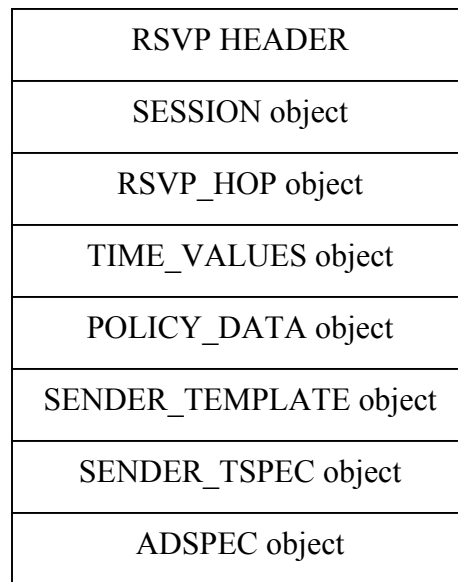 RSVP HEADER
SESSION object
RSVP_HOP object
TIME_VALUES object
POLICY_DATA object
SENDER_TEMPLATE object
SENDER_TSPEC object
ADSPEC object